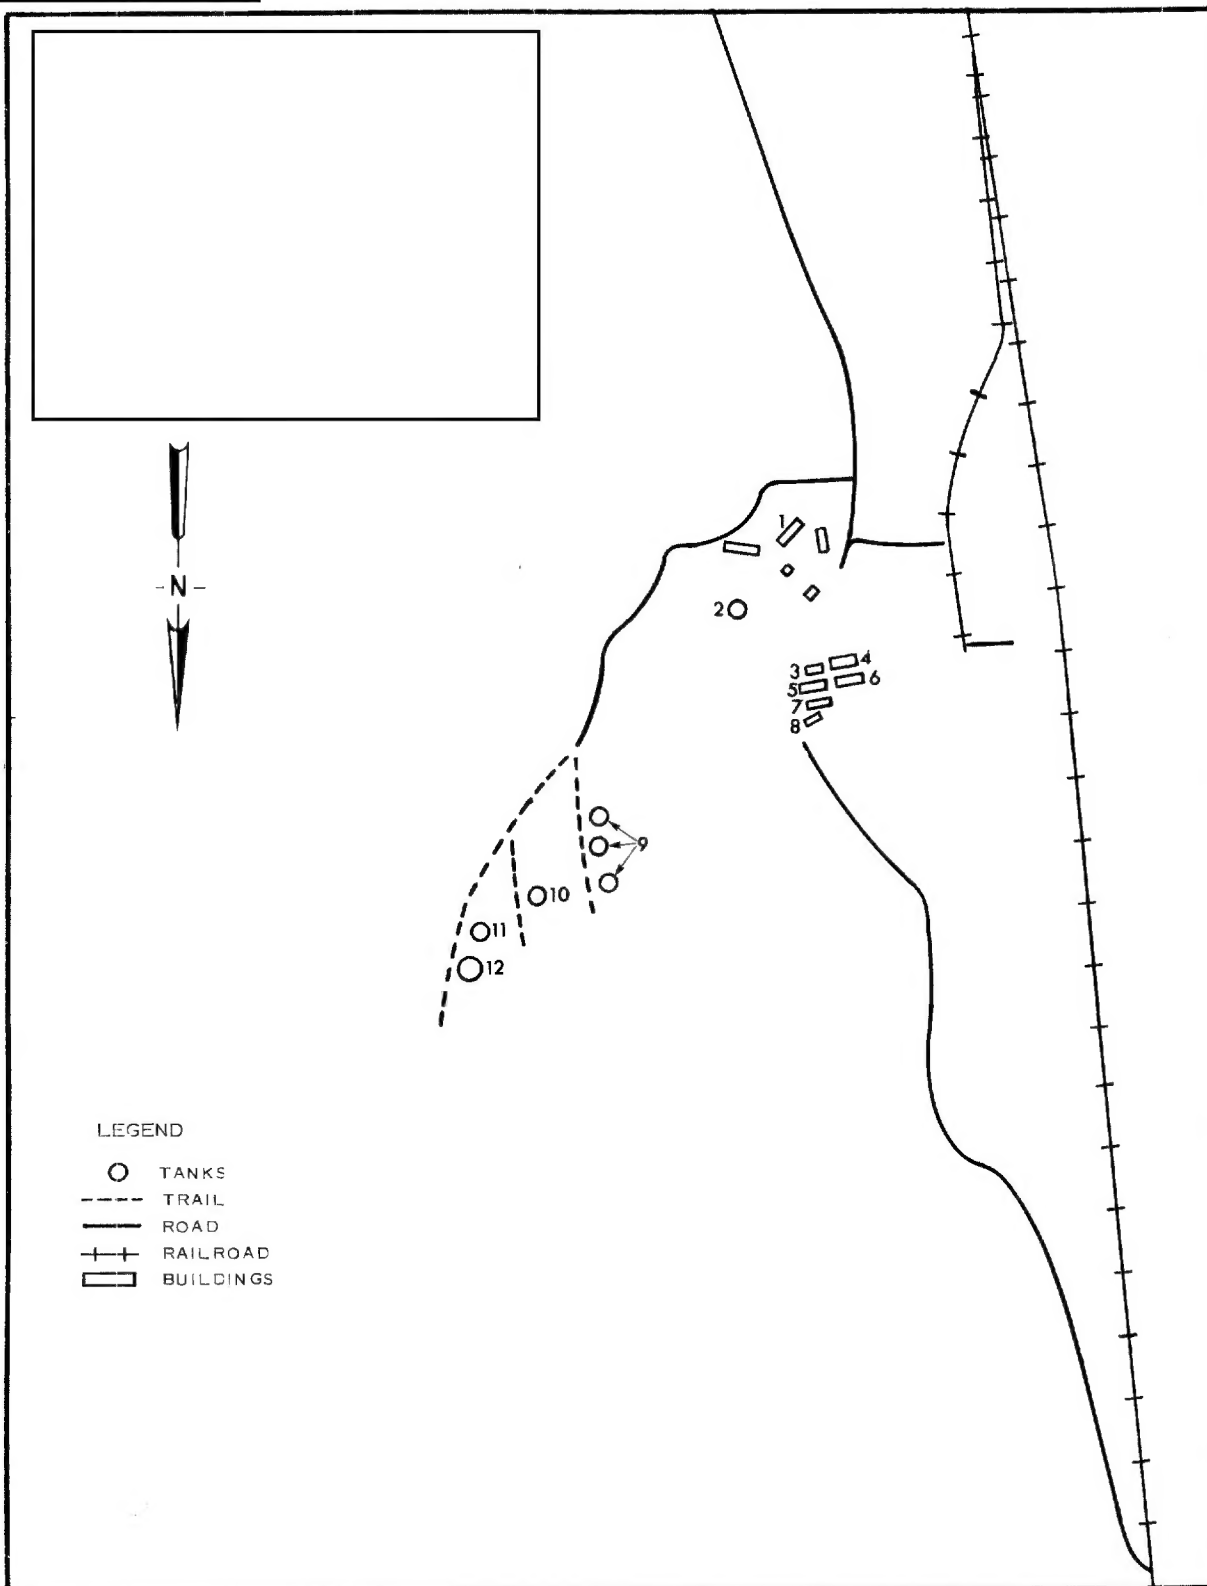 1
-N-
2
3 4
5 6
7
8
9
10
11
12
LEGEND
TANKS
TRAIL
ROAD
RAILROAD
BUILDINGS